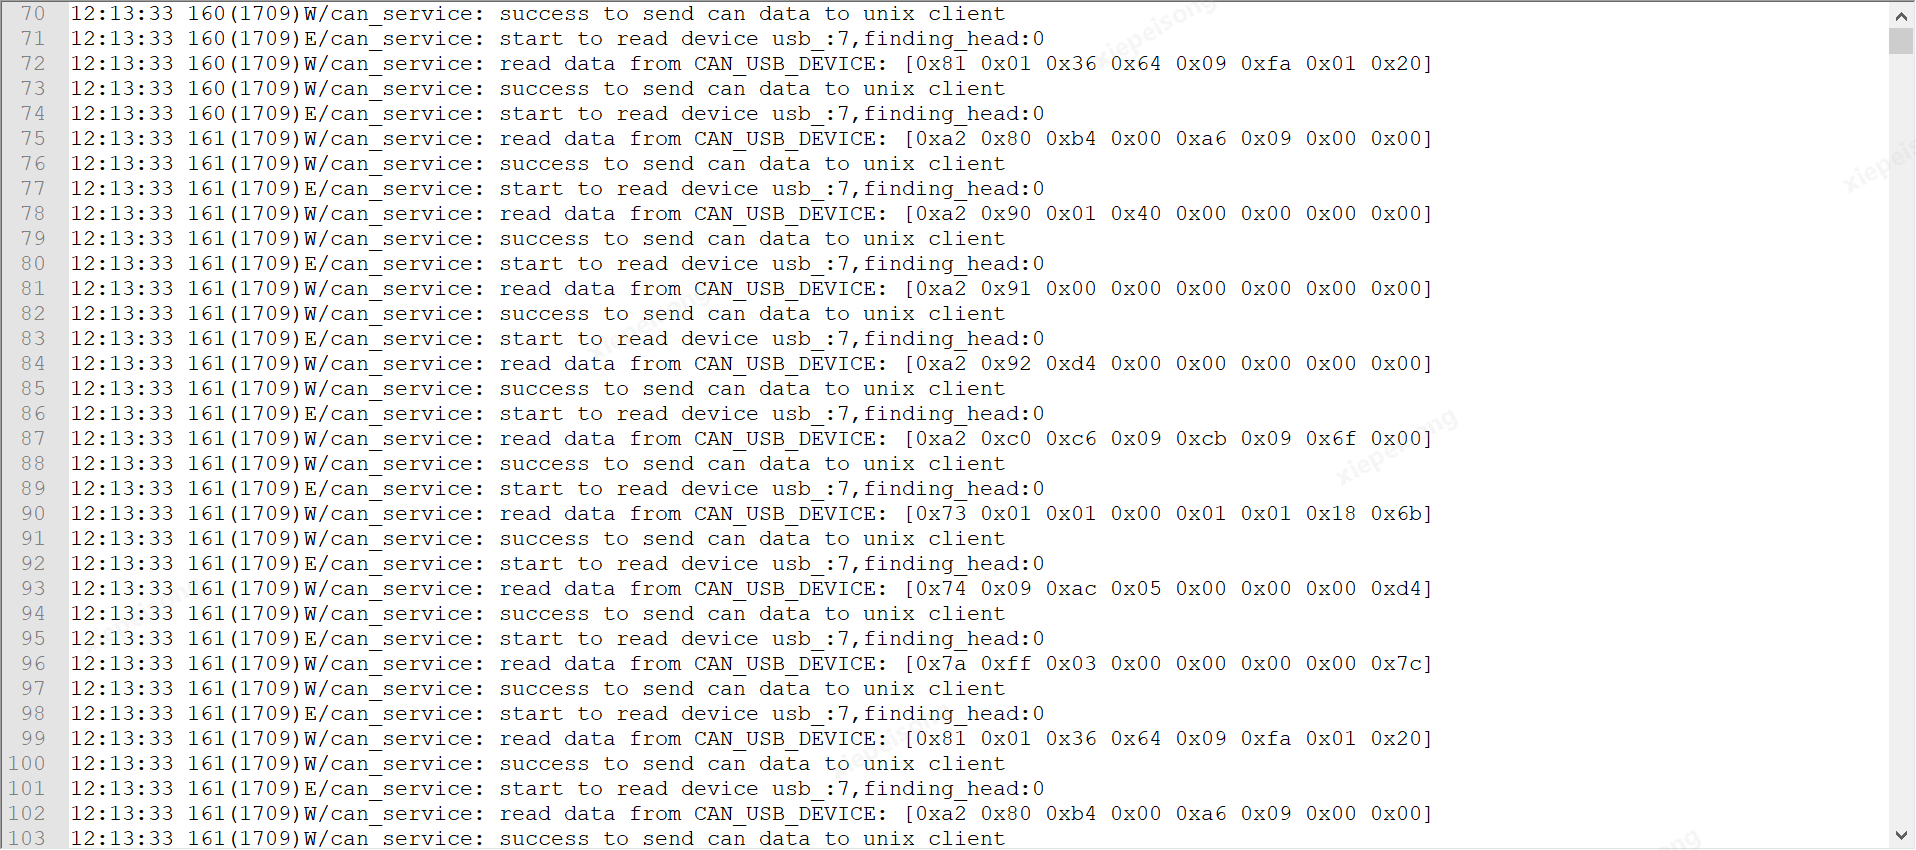 70 12:13:33 160(1709)W/can_service: success to send can data to unix client
71 12:13:33 160(1709)E/can_service: start to read device usb_:7,finding_head:0
72 12:13:33 160(1709)W/can_service: read data from CAN_USB_DEVICE: [0x81 0x01 0x36 0x64 0x09 0xfa 0x01 0x20]
73 12:13:33 160(1709)W/can_service: success to send can data to unix client
74 12:13:33 160(1709)E/can_service: start to read device usb_:7,finding_head:0
75 12:13:33 161(1709)W/can_service: read data from CAN_USB_DEVICE: [0xa2 0x80 0xb4 0x00 0xa6 0x09 0x00 0x00]
76 12:13:33 161(1709)W/can_service: success to send can data to unix client
77 12:13:33 161(1709)E/can_service: start to read device usb_:7,finding_head:0
78 12:13:33 161(1709)W/can_service: read data from CAN_USB_DEVICE: [0xa2 0x90 0x01 0x40 0x00 0x00 0x00 0x00]
79 12:13:33 161(1709)W/can_service: success to send can data to unix client
80 12:13:33 161(1709)E/can_service: start to read device usb_:7,finding_head:0
81 12:13:33 161(1709)W/can_service: read data from CAN_USB_DEVICE: [0xa2 0x91 0x00 0x00 0x00 0x00 0x00 0x00]
82 12:13:33 161(1709)W/can_service: success to send can data to unix client
83 12:13:33 161(1709)E/can_service: start to read device usb_:7,finding_head:0
84 12:13:33 161(1709)W/can_service: read data from CAN_USB_DEVICE: [0xa2 0x92 0xd4 0x00 0x00 0x00 0x00 0x00]
85 12:13:33 161(1709)W/can_service: success to send can data to unix client
86 12:13:33 161(1709)E/can_service: start to read device usb_:7,finding_head:0
87 12:13:33 161(1709)W/can_service: read data from CAN_USB_DEVICE: [0xa2 0xc0 0xc6 0x09 0xcb 0x09 0x6f 0x00]
88 12:13:33 161(1709)W/can_service: success to send can data to unix client
89 12:13:33 161(1709)E/can_service: start to read device usb_:7,finding_head:0
90 12:13:33 161(1709)W/can_service: read data from CAN_USB_DEVICE: [0x73 0x01 0x01 0x00 0x01 0x01 0x18 0x6b]
91 12:13:33 161(1709)W/can_service: success to send can data to unix client
92 12:13:33 161(1709)E/can_service: start to read device usb_:7,finding_head:0
93 12:13:33 161(1709)W/can_service: read data from CAN_USB_DEVICE: [0x74 0x09 0xac 0x05 0x00 0x00 0x00 0xd4]
94 12:13:33 161(1709)W/can_service: success to send can data to unix client
95 12:13:33 161(1709)E/can_service: start to read device usb_:7,finding_head:0
96 12:13:33 161(1709)W/can_service: read data from CAN_USB_DEVICE: [0x7a 0xff 0x03 0x00 0x00 0x00 0x00 0x7c]
97 12:13:33 161(1709)W/can_service: success to send can data to unix client
98 12:13:33 161(1709)E/can_service: start to read device usb_:7,finding_head:0
99 12:13:33 161(1709)W/can_service: read data from CAN_USB_DEVICE: [0x81 0x01 0x36 0x64 0x09 0xfa 0x01 0x20]
100 12:13:33 161(1709)W/can_service: success to send can data to unix client
101 12:13:33 161(1709)E/can_service: start to read device usb_:7,finding_head:0
102 12:13:33 161(1709)W/can_service: read data from CAN_USB_DEVICE: [0xa2 0x80 0xb4 0x00 0xa6 0x09 0x00 0x00]
103 12:13:33 161(1709)W/can_service: success to send can data to unix client
xiepeisong